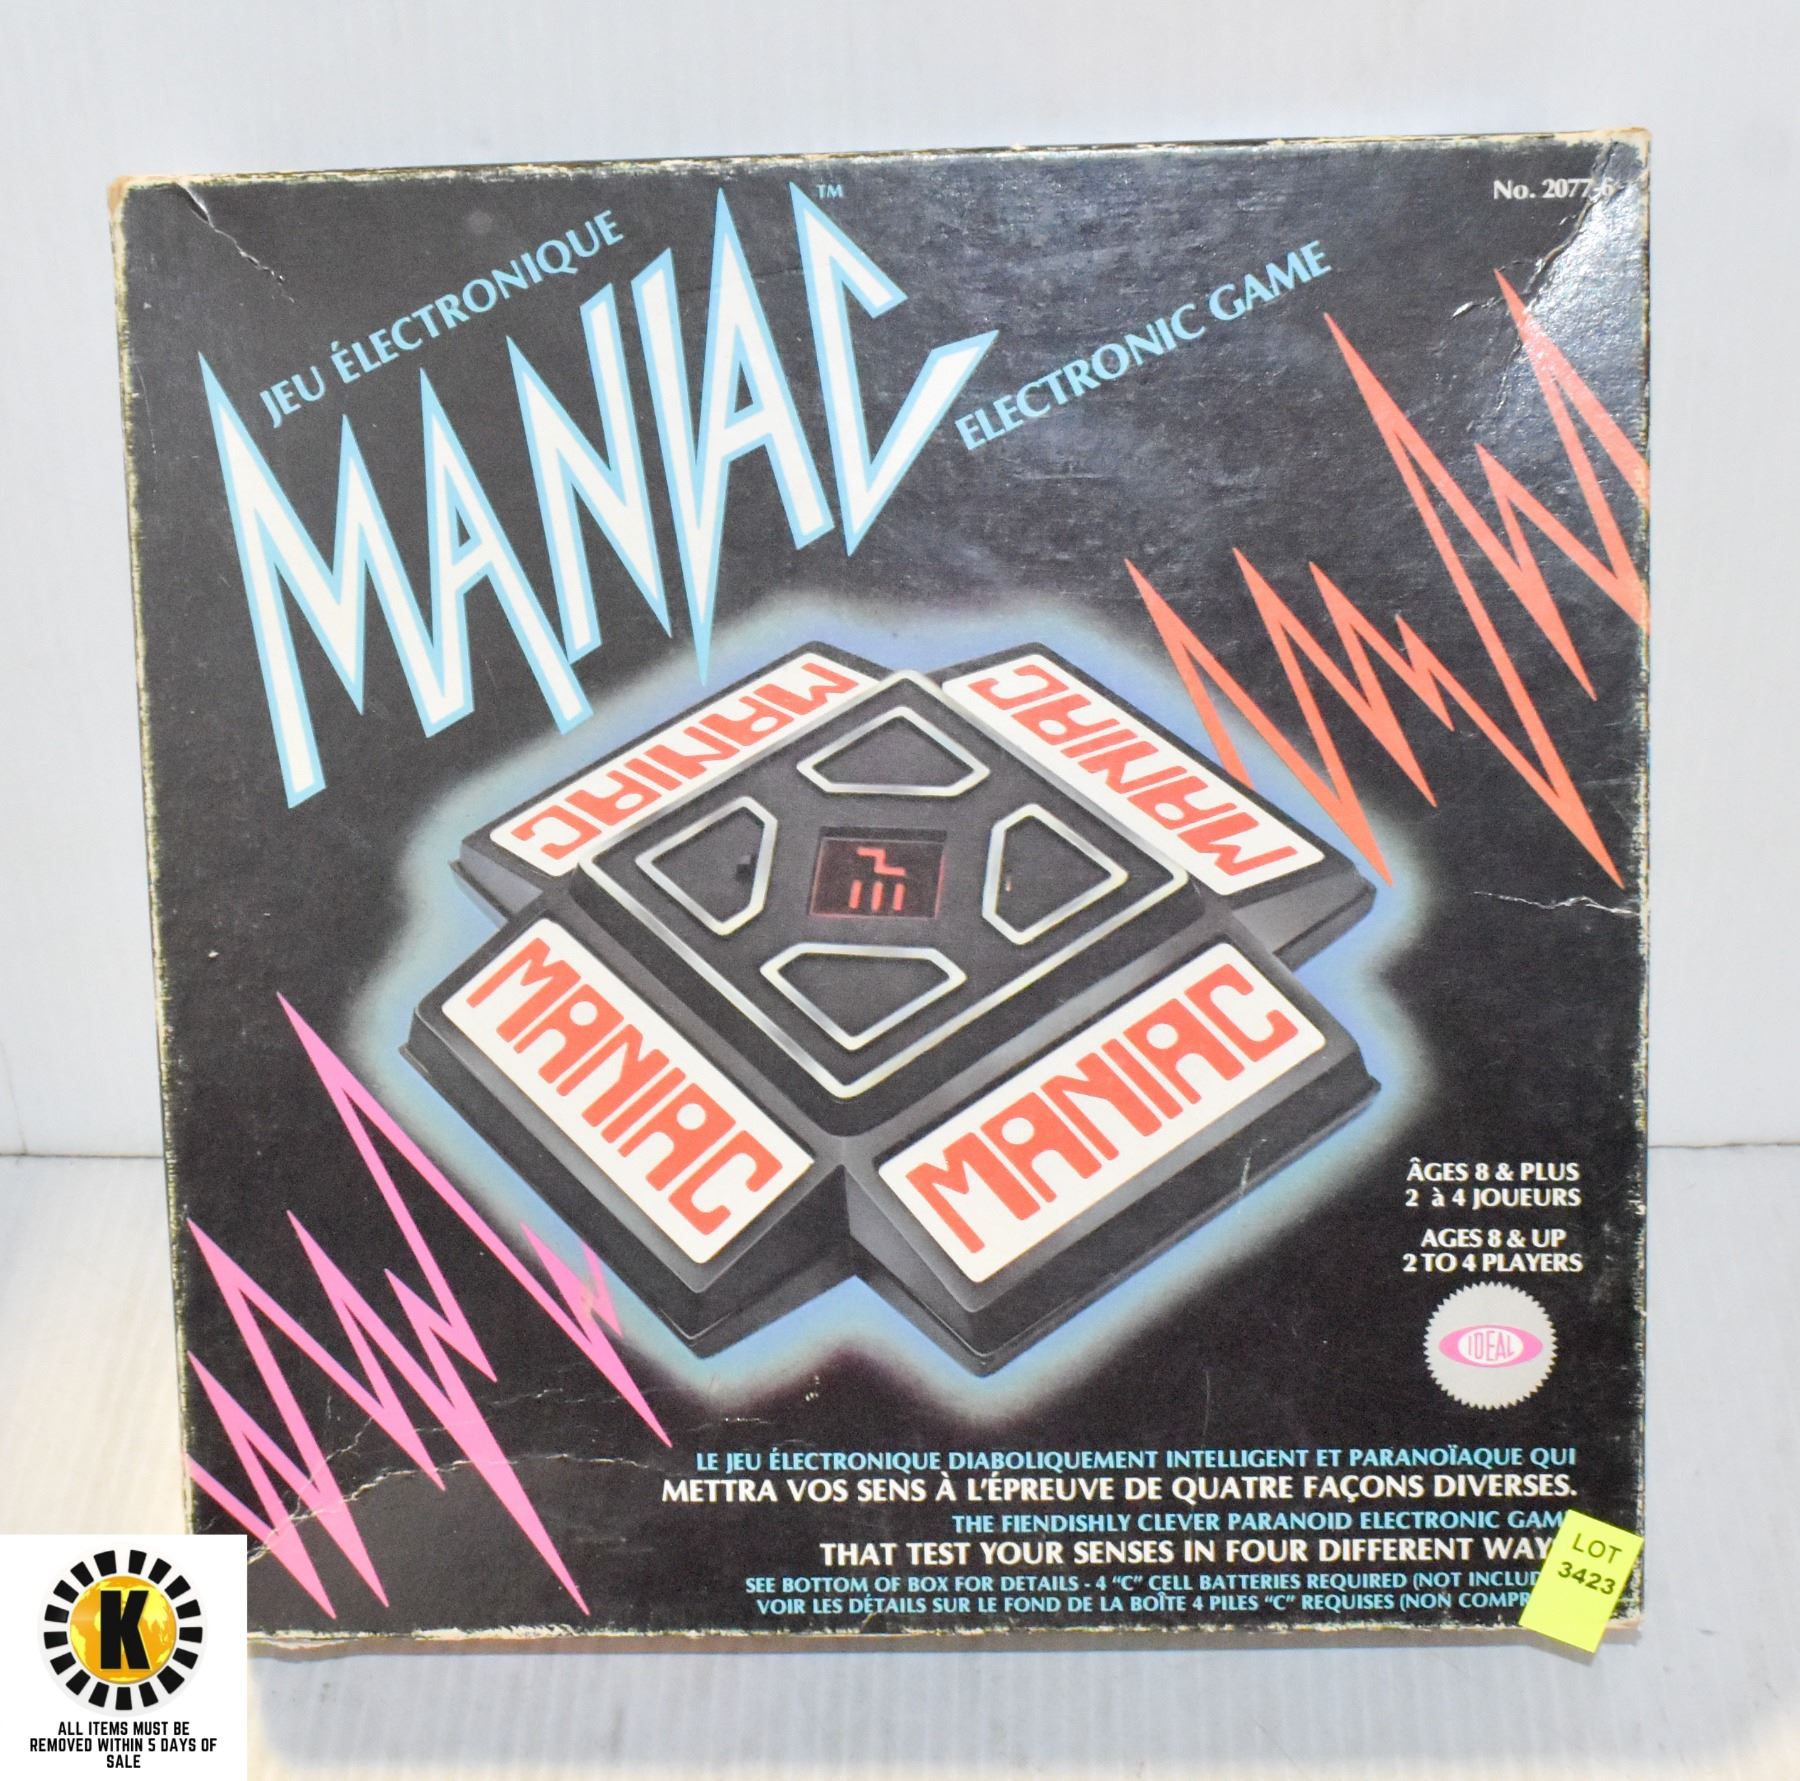 No. 2077-6
JEU ÉLECTRONIQUE
MANIAC™
ELECTRONIC GAME
MANIAC
MANIAC
MANIAC
MANIAC
ÂGES 8 & PLUS
2 à 4 JOUEURS
AGES 8 & UP
2 TO 4 PLAYERS
IDEAL
LE JEU ÉLECTRONIQUE DIABOLIQUEMENT INTELLIGENT ET PARANOÏAQUE QUI
METTRA VOS SENS À L'ÉPREUVE DE QUATRE FAÇONS DIVERSES.
THE FIENDISHLY CLEVER PARANOID ELECTRONIC GAM
THAT TEST YOUR SENSES IN FOUR DIFFERENT WAY
SEE BOTTOM OF BOX FOR DETAILS - 4 "C" CELL BATTERIES REQUIRED (NOT INCLUD
VOIR LES DÉTAILS SUR LE FOND DE LA BOÎTE 4 PILES "C" REQUISES (NON COMPR
LOT
3423
K
ALL ITEMS MUST BE
REMOVED WITHIN 5 DAYS OF
SALE